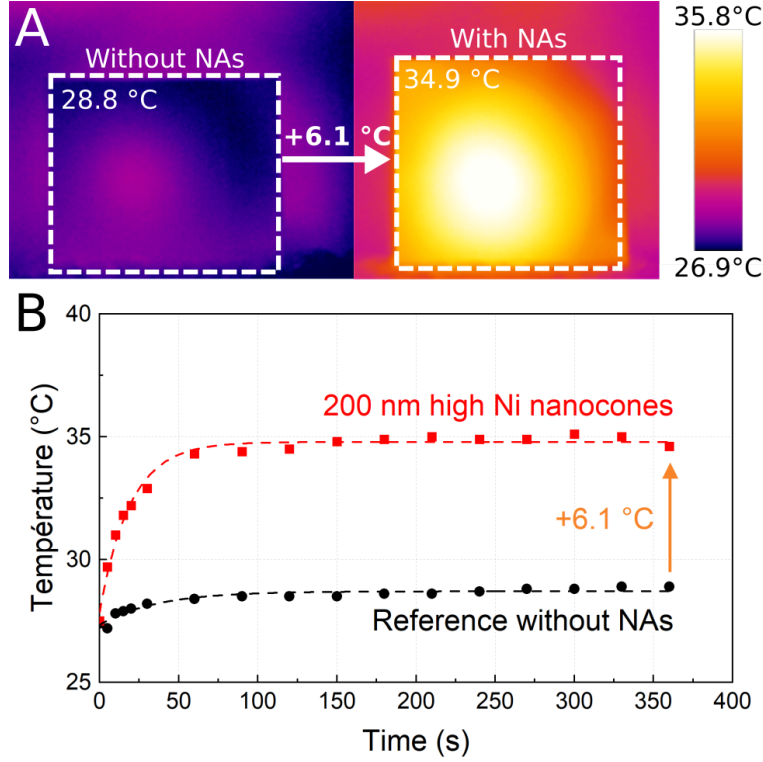 A
Without NAs
With NAs
28.8 °C
34.9 °C
+6.1 °C
35.8°C
26.9°C
B
40
35
30
25
Température (°C)
200 nm high Ni nanocones
+6.1 °C
Reference without NAs
0 50 100 150 200 250 300 350 400
Time (s)